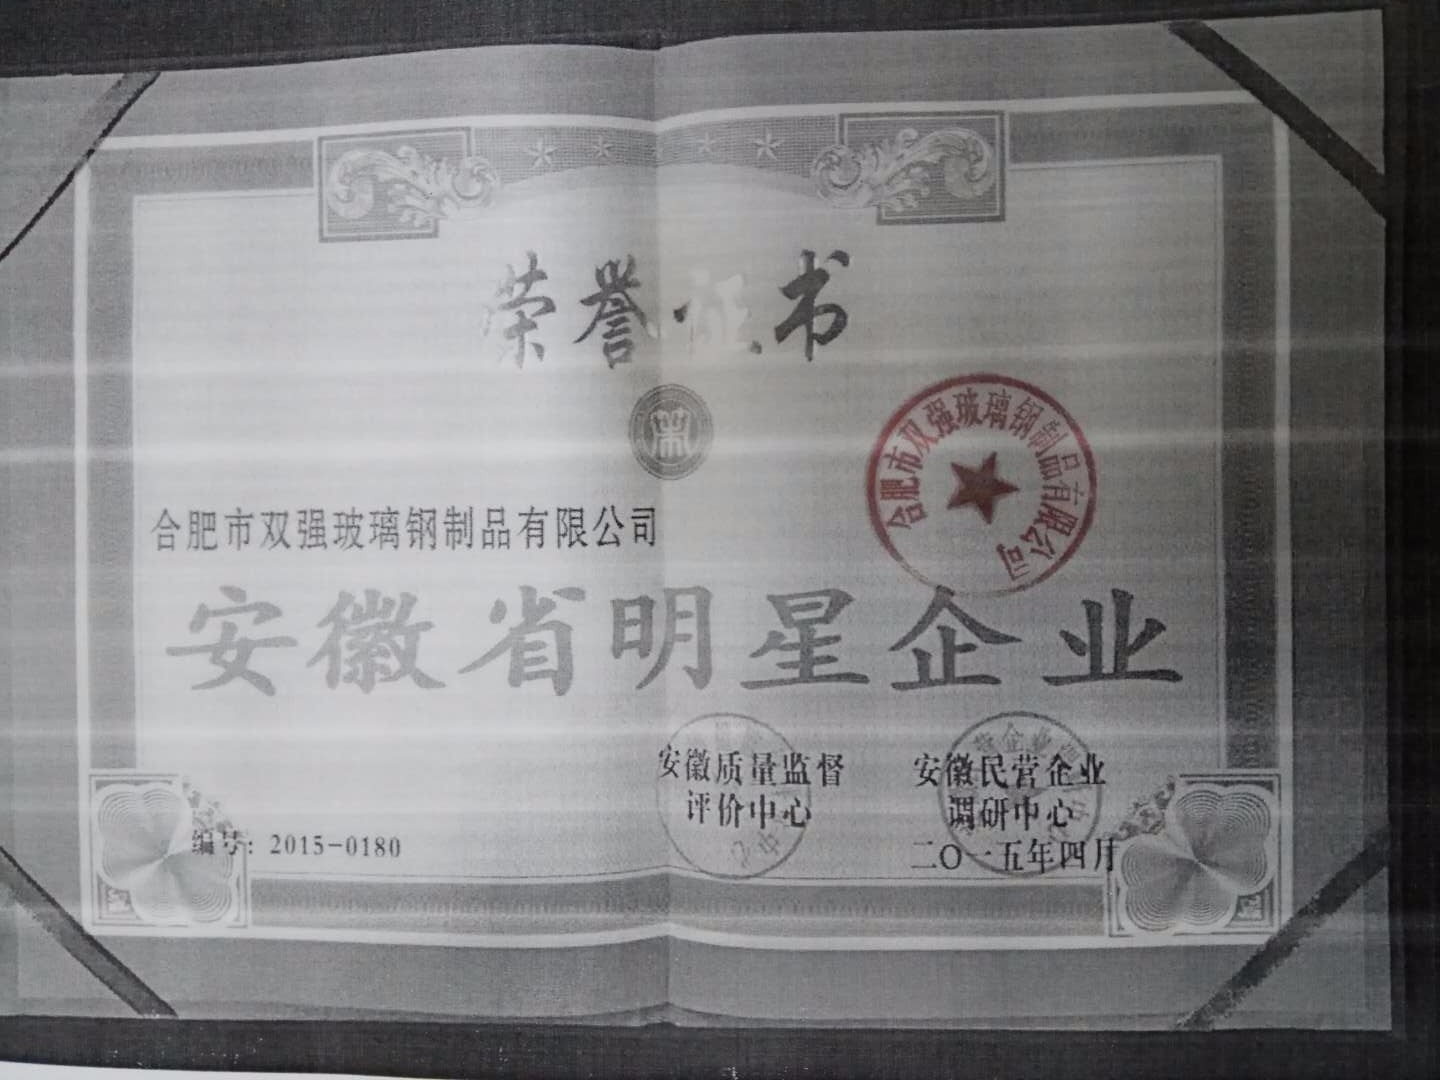 荣誉证书
荣
合肥市双强玻璃钢制品有限公司
合肥市双强玻璃钢制品有限公司
安徽省明星企业
安徽质量监督
评价中心
安徽民营企业
调研中心
二〇一五年四月
编号：2015-0180